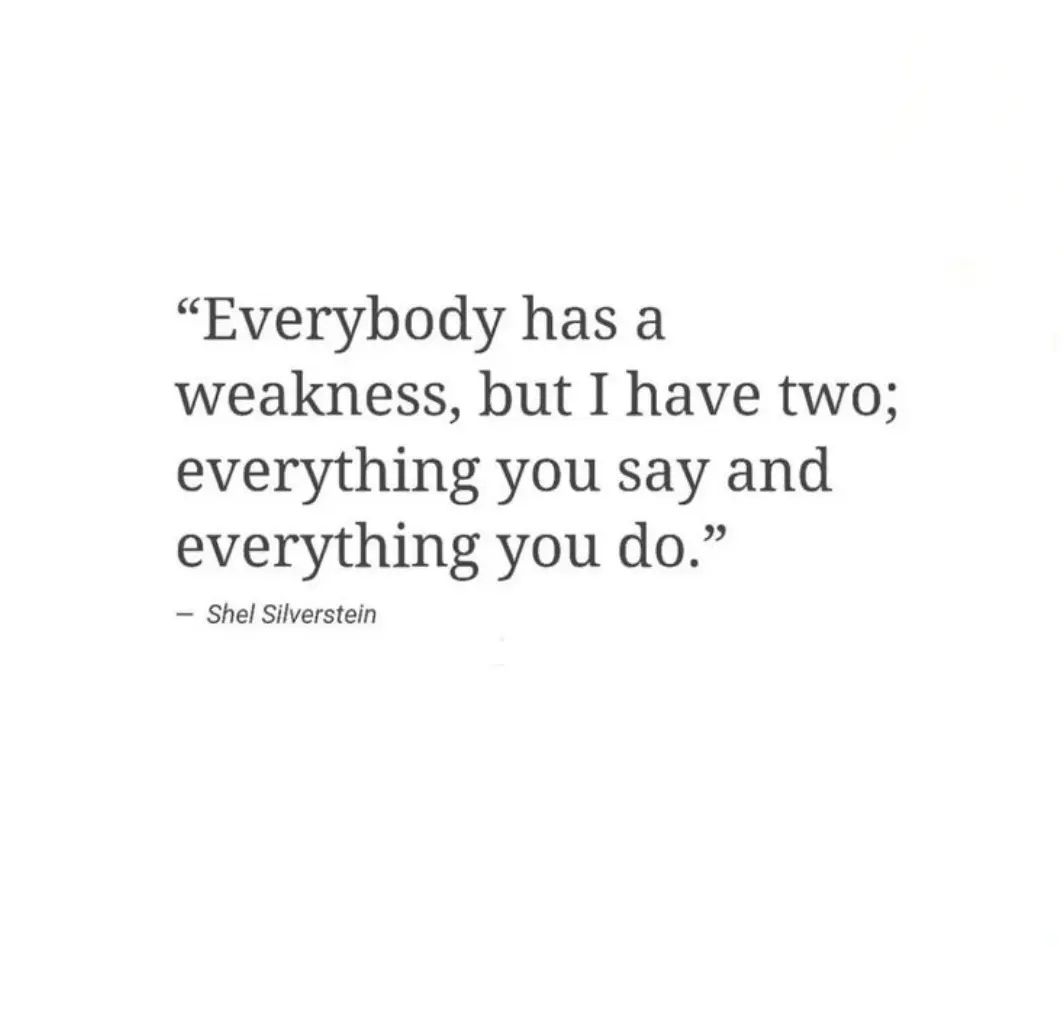 “Everybody has a
weakness, but I have two;
everything you say and
everything you do.”
— Shel Silverstein